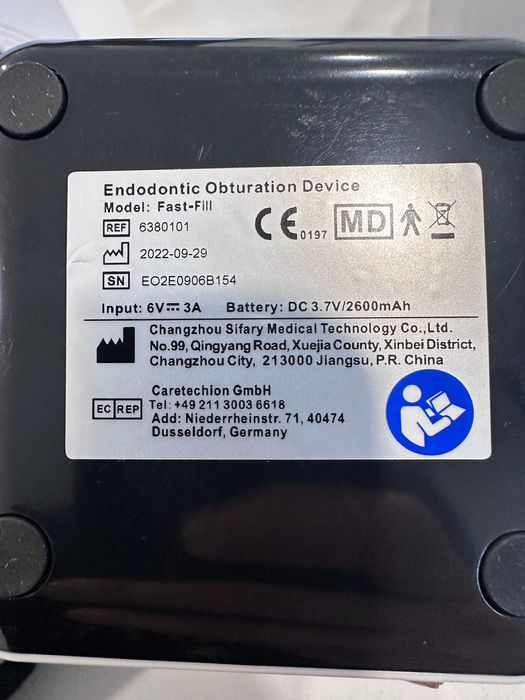 Endodontic Obturation Device
Model: Fast-Fill
REF 6380101
CE 0197 MD
2022-09-29
SN EO2E0906B154
Input: 6V⎓3A Battery: DC 3.7V/2600mAh
Changzhou Sifary Medical Technology Co.,Ltd.
No.99, Qingyang Road, Xuejia County, Xinbei District,
Changzhou City, 213000 Jiangsu, P.R. China
Caretechion GmbH
EC REP Tel: +49 211 3003 6618
Add: Niederrheinstr. 71, 40474
Dusseldorf, Germany